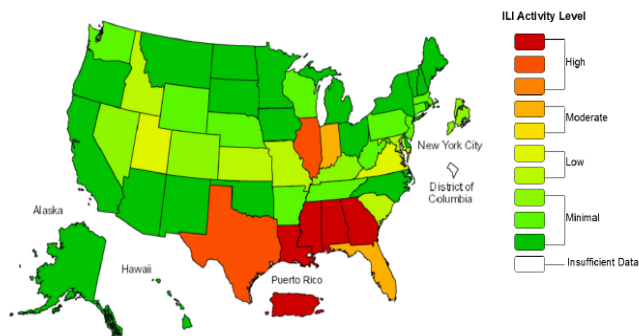 ILI Activity Level
High
Moderate
Low
Minimal
Insufficient Data
New York City
District of
Columbia
Alaska
Hawaii
Puerto Rico